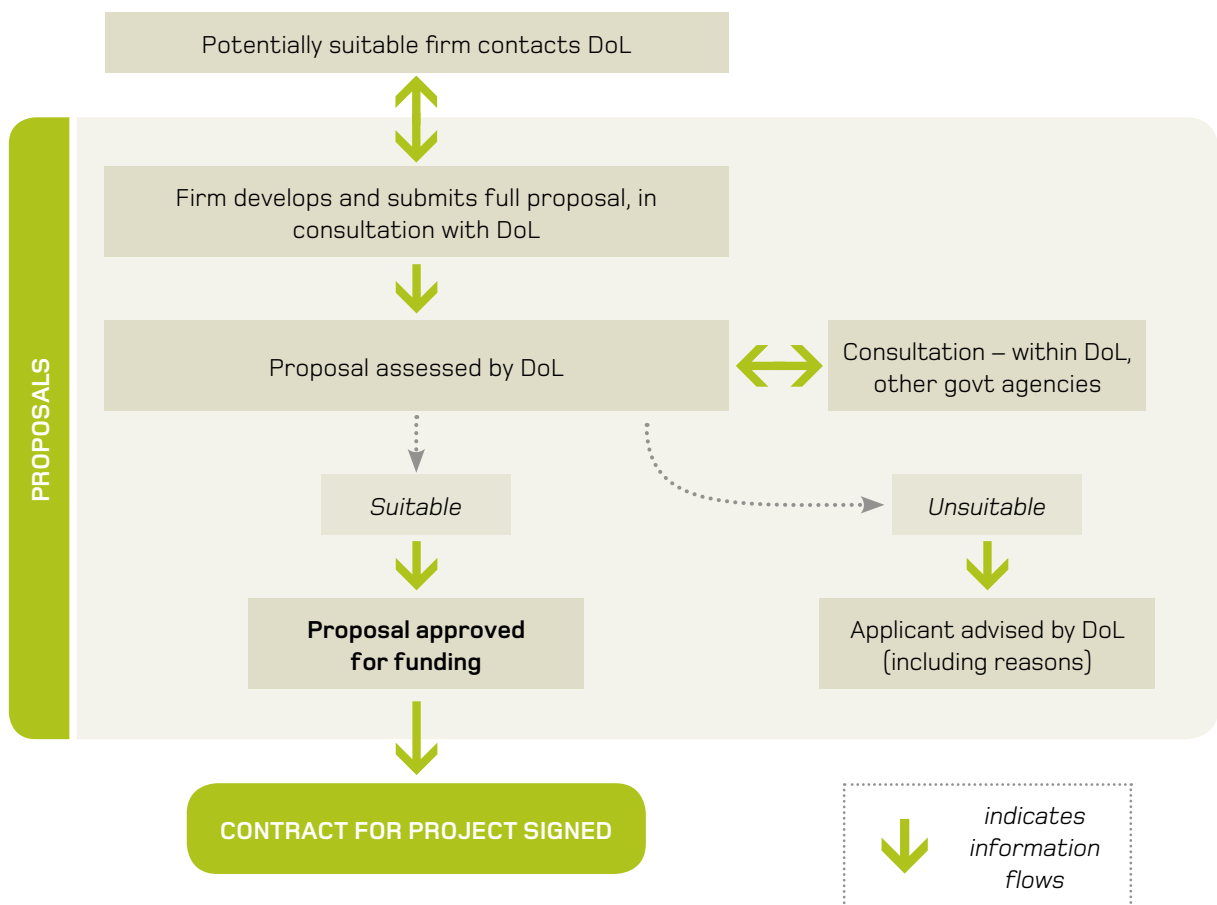 Potentially suitable firm contacts DoL
PROPOSALS
Firm develops and submits full proposal, in
consultation with DoL
Proposal assessed by DoL
Consultation – within DoL,
other govt agencies
Suitable
Unsuitable
Proposal approved
for funding
Applicant advised by DoL
(including reasons)
CONTRACT FOR PROJECT SIGNED
indicates
information
flows